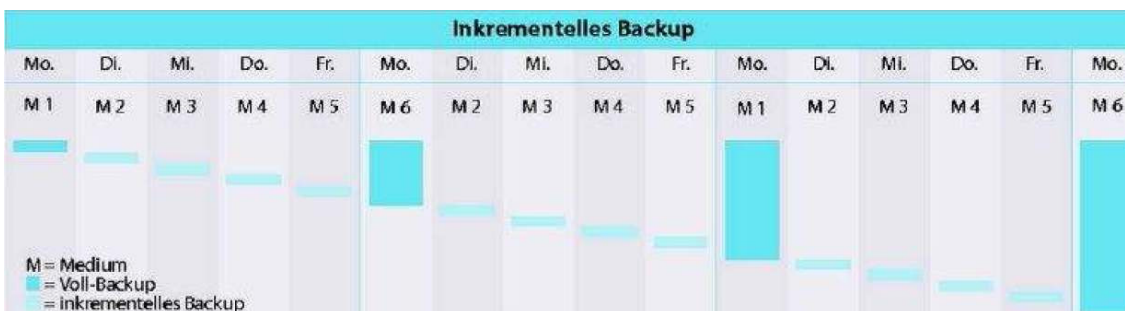 Inkrementelles Backup
Mo. Di. Mi. Do. Fr. Mo. Di. Mi. Do. Fr. Mo. Di. Mi. Do. Fr. Mo.
M 1 M 2 M 3 M 4 M 5 M 6 M 2 M 3 M 4 M 5 M 1 M 2 M 3 M 4 M 5 M 6
M = Medium
= Voll-Backup
= inkrementelles Backup